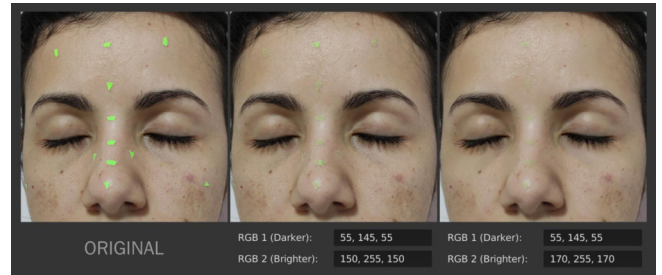 ORIGINAL
RGB 1 (Darker): 55, 145, 55
RGB 2 (Brighter): 150, 255, 150
RGB 1 (Darker): 55, 145, 55
RGB 2 (Brighter): 170, 255, 170